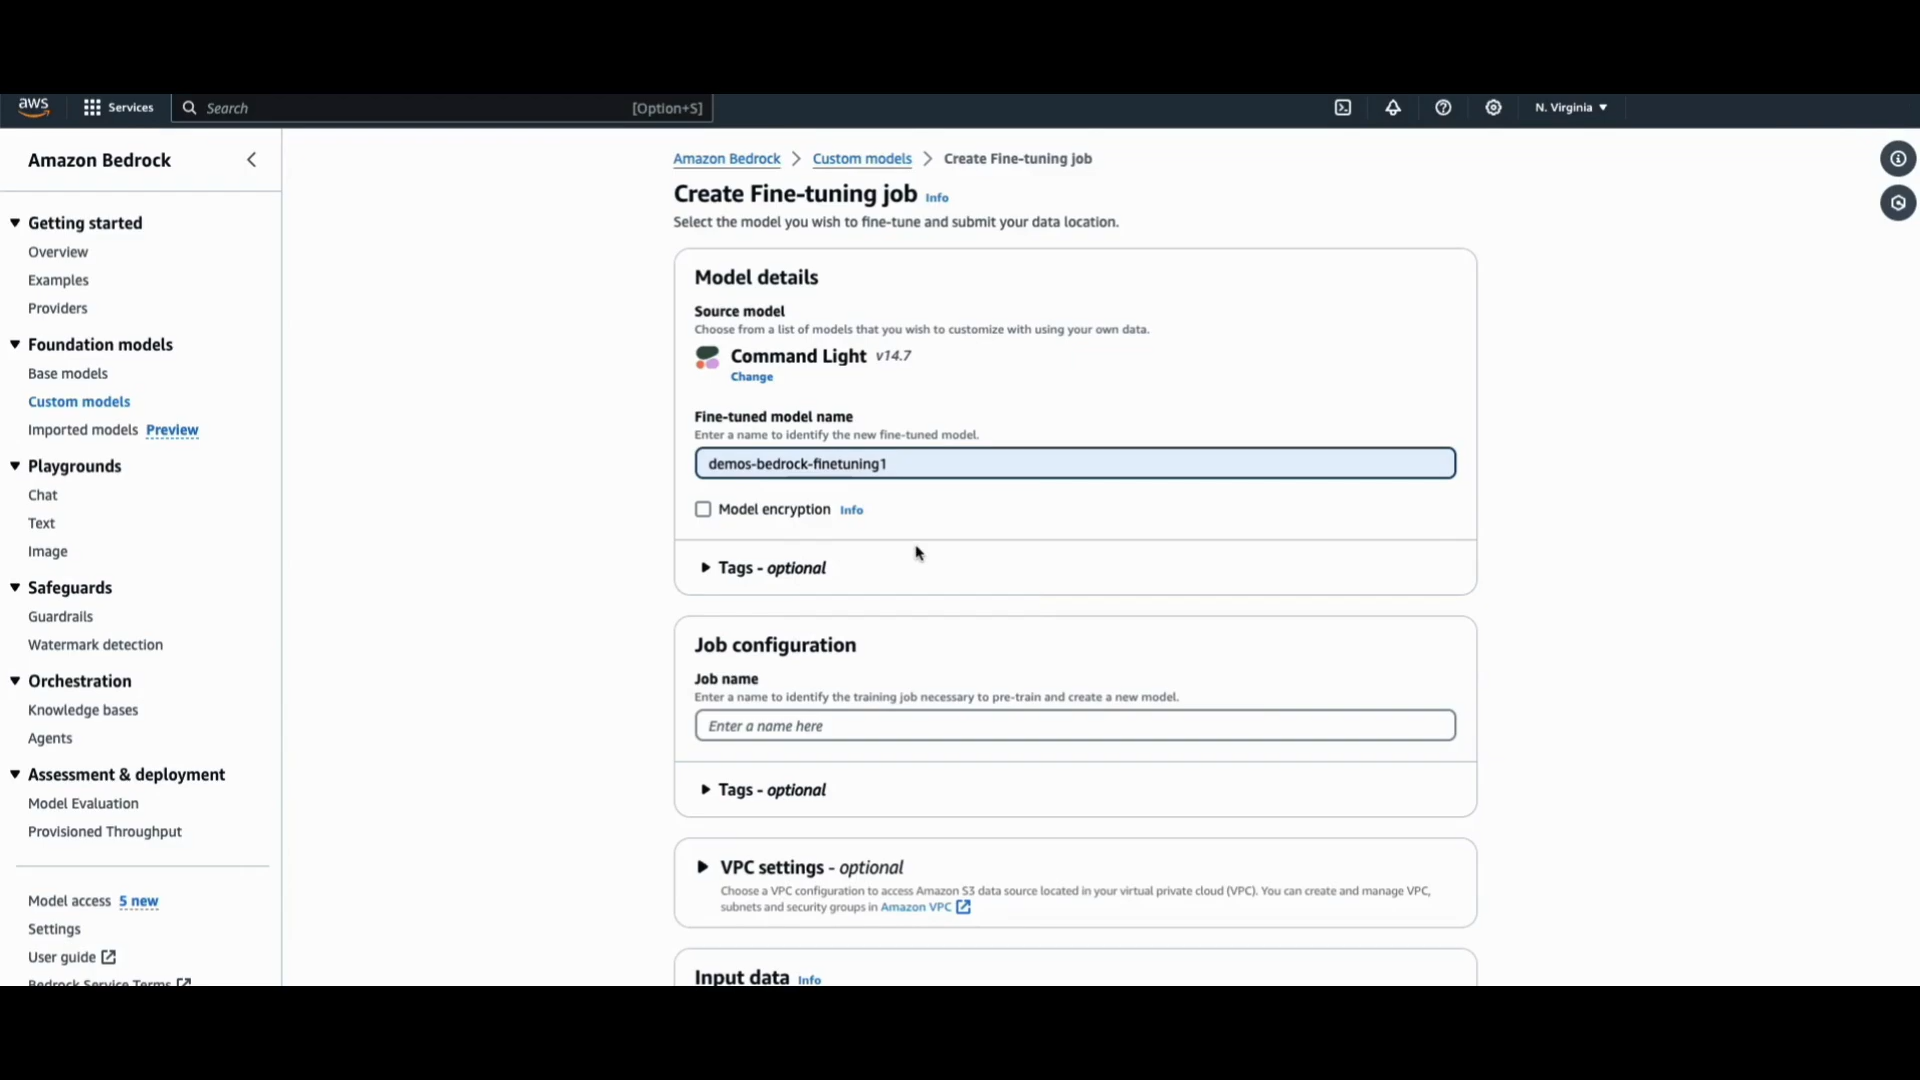 aws
Services
Search
[Option+S]
N. Virginia
Amazon Bedrock
Getting started
Overview
Examples
Providers
Foundation models
Base models
Custom models
Imported models Preview
Playgrounds
Chat
Text
Image
Safeguards
Guardrails
Watermark detection
Orchestration
Knowledge bases
Agents
Assessment & deployment
Model Evaluation
Provisioned Throughput
Model access 5 new
Settings
User guide
Bedrock Service Terms
Amazon Bedrock > Custom models > Create Fine-tuning job
Create Fine-tuning job Info
Select the model you wish to fine-tune and submit your data location.
Model details
Source model
Choose from a list of models that you wish to customize with using your own data.
Command Light v14.7
Change
Fine-tuned model name
Enter a name to identify the new fine-tuned model.
demos-bedrock-finetuning1
Model encryption Info
Tags - optional
Job configuration
Job name
Enter a name to identify the training job necessary to pre-train and create a new model.
Enter a name here
Tags - optional
VPC settings - optional
Choose a VPC configuration to access Amazon S3 data source located in your virtual private cloud (VPC). You can create and manage VPC,
subnets and security groups in Amazon VPC
Input data Info